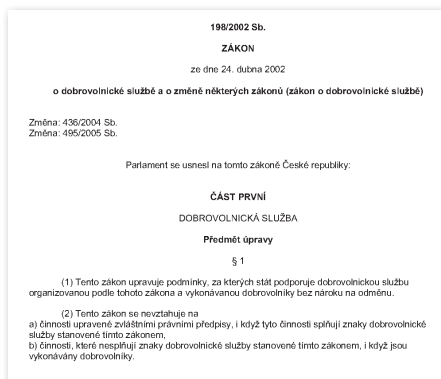 198/2002 Sb.
ZÁKON
ze dne 24. dubna 2002
o dobrovolnické službě a o změně některých zákonů (zákon o dobrovolnické službě)
Změna: 436/2004 Sb.
Změna: 495/2005 Sb.
Parlament se usnesl na tomto zákoně České republiky:
ČÁST PRVNÍ
DOBROVOLNICKÁ SLUŽBA
Předmět úpravy
§ 1
(1) Tento zákon upravuje podmínky, za kterých stát podporuje dobrovolnickou službu
organizovanou podle tohoto zákona a vykonávanou dobrovolníky bez nároku na odměnu.
(2) Tento zákon se nevztahuje na
a) činnosti upravené zvláštními právními předpisy, i když tyto činnosti splňují znaky dobrovolnické
služby stanovené tímto zákonem,
b) činnosti, které nesplňují znaky dobrovolnické služby stanovené tímto zákonem, i když jsou
vykonávány dobrovolníky.